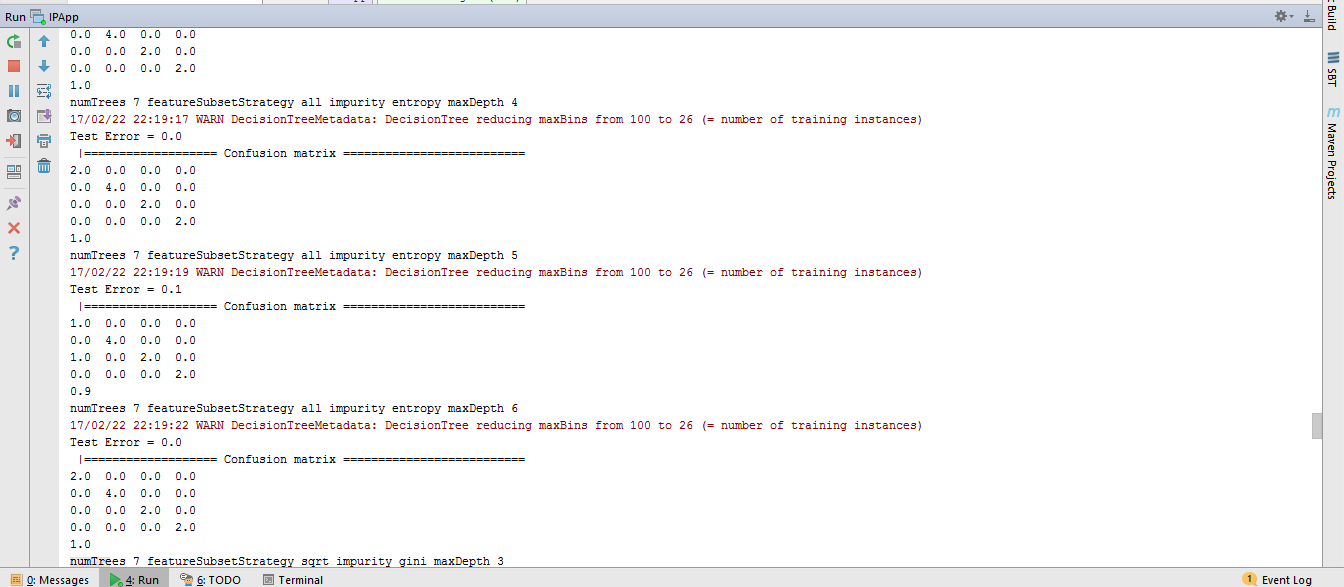 Run IPApp
0.0 4.0 0.0 0.0
0.0 0.0 2.0 0.0
0.0 0.0 0.0 2.0
1.0
numTrees 7 featureSubsetStrategy all impurity entropy maxDepth 4
17/02/22 22:19:17 WARN DecisionTreeMetadata: DecisionTree reducing maxBins from 100 to 26 (= number of training instances)
Test Error = 0.0
|=================== Confusion matrix ==========================
2.0 0.0 0.0 0.0
0.0 4.0 0.0 0.0
0.0 0.0 2.0 0.0
0.0 0.0 0.0 2.0
1.0
numTrees 7 featureSubsetStrategy all impurity entropy maxDepth 5
17/02/22 22:19:19 WARN DecisionTreeMetadata: DecisionTree reducing maxBins from 100 to 26 (= number of training instances)
Test Error = 0.1
|=================== Confusion matrix ==========================
1.0 0.0 0.0 0.0
0.0 4.0 0.0 0.0
1.0 0.0 2.0 0.0
0.0 0.0 0.0 2.0
0.9
numTrees 7 featureSubsetStrategy all impurity entropy maxDepth 6
17/02/22 22:19:22 WARN DecisionTreeMetadata: DecisionTree reducing maxBins from 100 to 26 (= number of training instances)
Test Error = 0.0
|=================== Confusion matrix ==========================
2.0 0.0 0.0 0.0
0.0 4.0 0.0 0.0
0.0 0.0 2.0 0.0
0.0 0.0 0.0 2.0
1.0
numTrees 7 featureSubsetStrategy sqrt impurity gini maxDepth 3
Build
SBT
m Maven Projects
0: Messages
4: Run
6: TODO
Terminal
1 Event Log